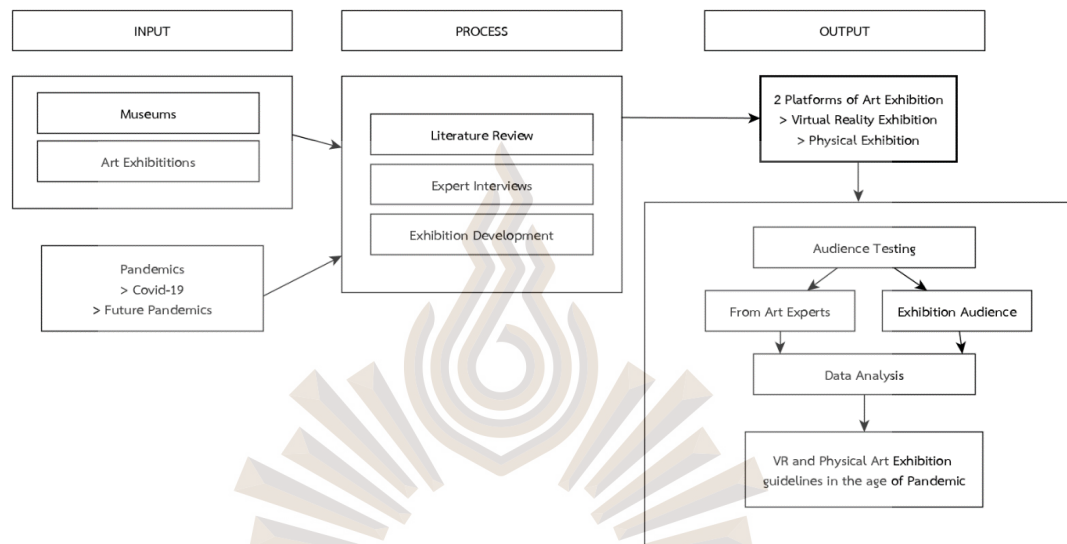 INPUT
PROCESS
OUTPUT
Museums
Art Exhibititions
Pandemics
> Covid-19
> Future Pandemics
Literature Review
Expert Interviews
Exhibition Development
2 Platforms of Art Exhibition
> Virtual Reality Exhibition
> Physical Exhibition
Audience Testing
From Art Experts
Exhibition Audience
Data Analysis
VR and Physical Art Exhibition
guidelines in the age of Pandemic